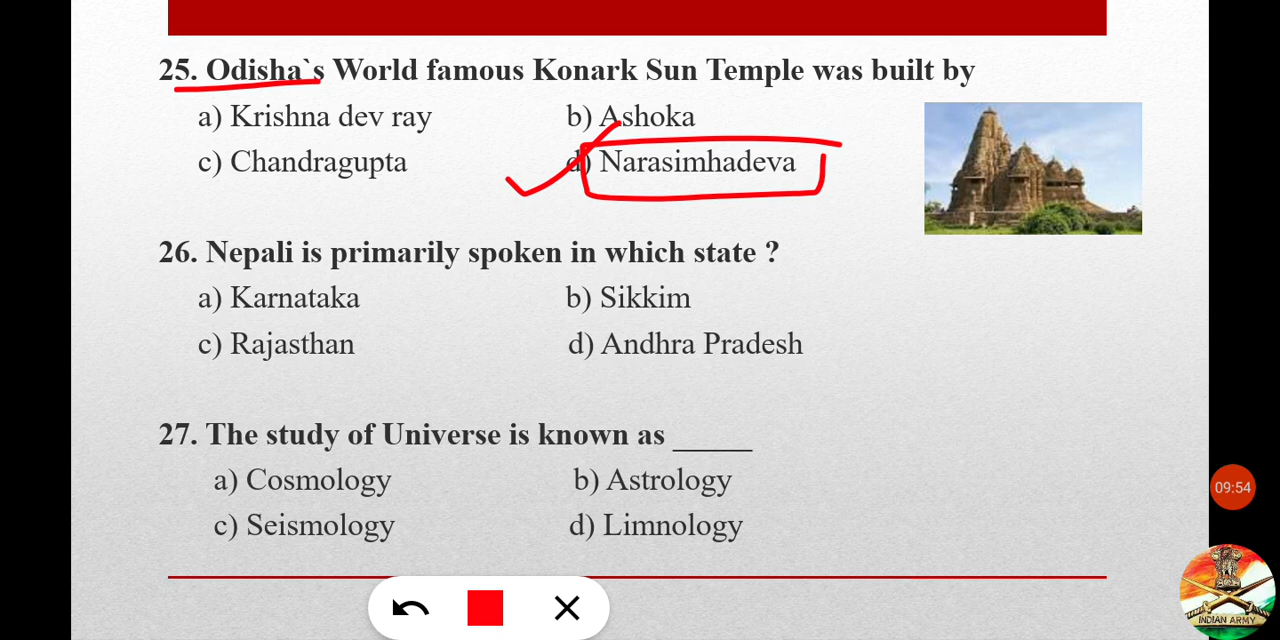 25. Odisha`s World famous Konark Sun Temple was built by
a) Krishna dev ray b) Ashoka
c) Chandragupta d) Narasimhadeva
26. Nepali is primarily spoken in which state ?
a) Karnataka b) Sikkim
c) Rajasthan d) Andhra Pradesh
27. The study of Universe is known as _____
a) Cosmology b) Astrology
c) Seismology d) Limnology
09:54
INDIAN ARMY